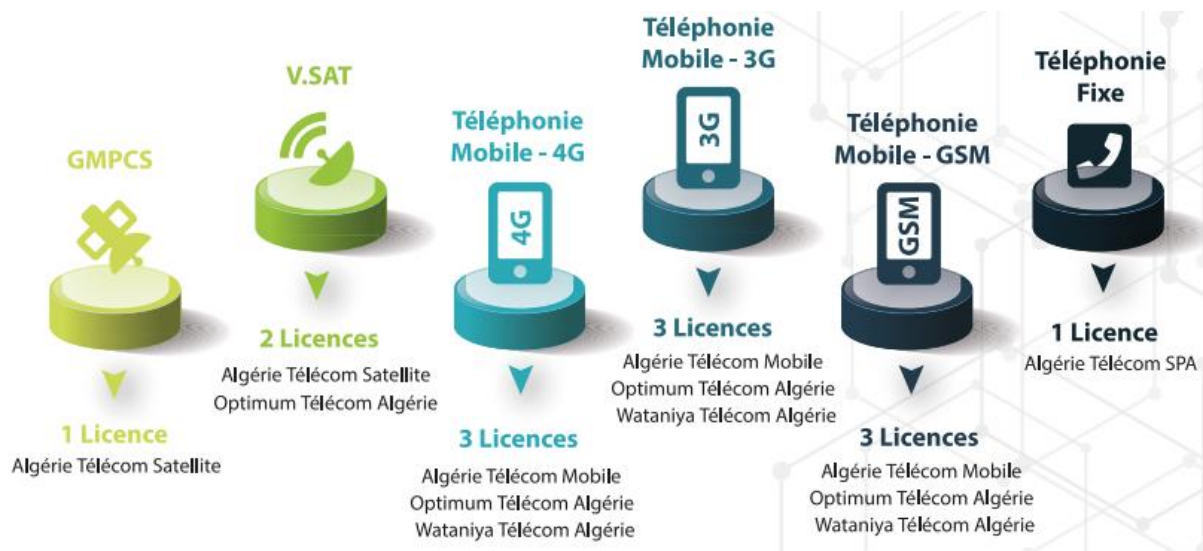 GMPCS
1 Licence
Algérie Télécom Satellite
V.SAT
2 Licences
Algérie Télécom Satellite
Optimum Télécom Algérie
Téléphonie
Mobile - 4G
4G
3 Licences
Algérie Télécom Mobile
Optimum Télécom Algérie
Wataniya Télécom Algérie
Téléphonie
Mobile - 3G
3G
3 Licences
Algérie Télécom Mobile
Optimum Télécom Algérie
Wataniya Télécom Algérie
Téléphonie
Mobile - GSM
GSM
3 Licences
Algérie Télécom Mobile
Optimum Télécom Algérie
Wataniya Télécom Algérie
Téléphonie
Fixe
1 Licence
Algérie Télécom SPA